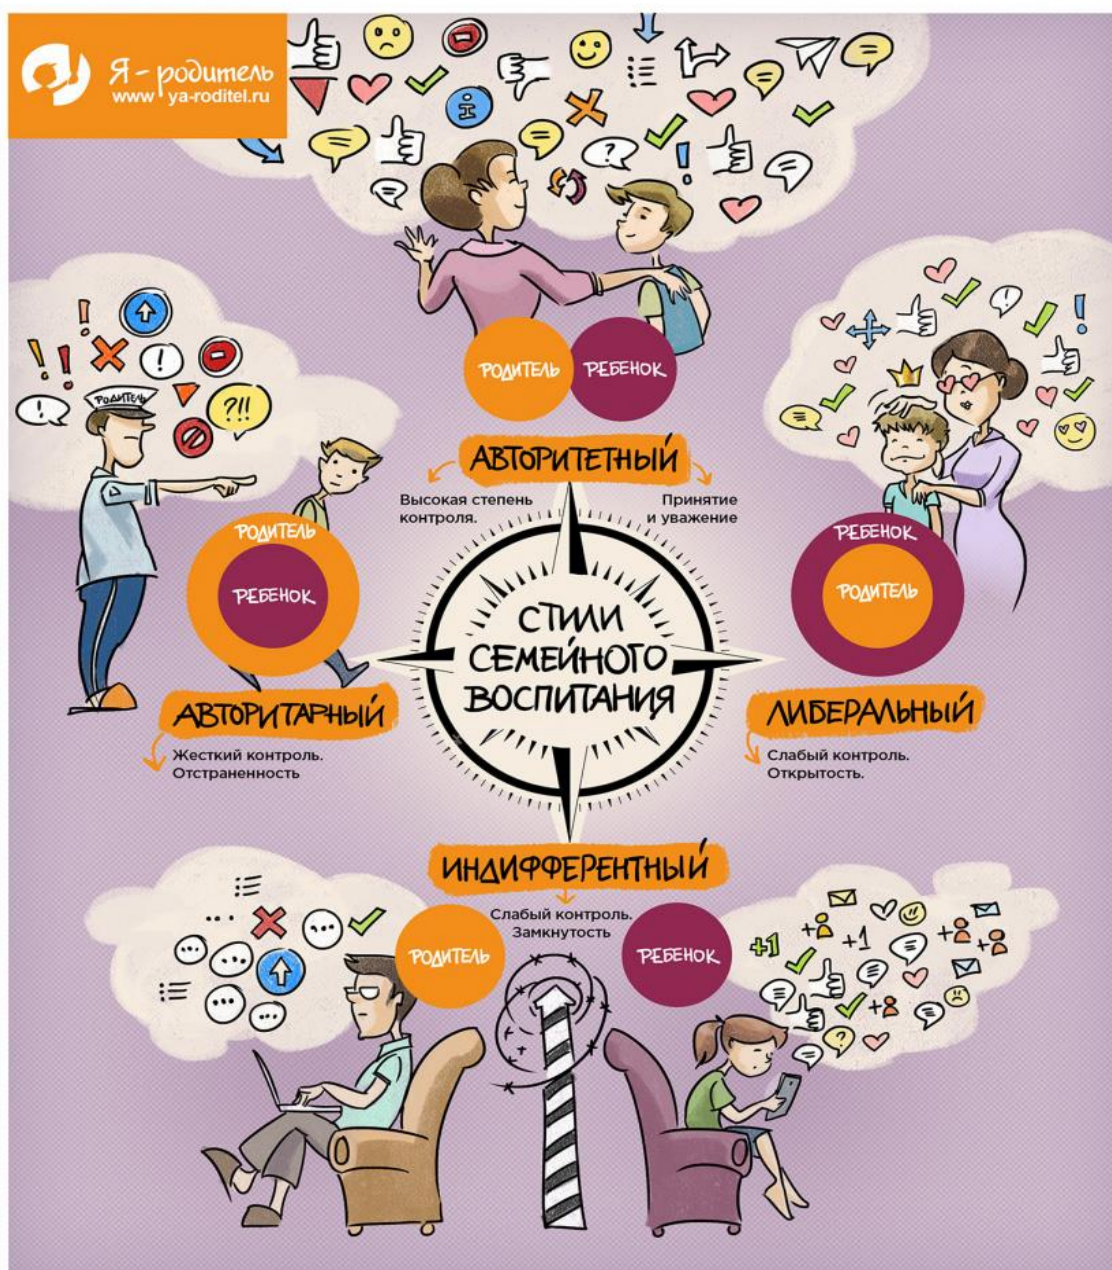 Я - родитель
www ya-roditel.ru
?
РОДИТЕЛЬ
РЕБЕНОК
АВТОРИТЕТНЫЙ
Высокая степень
контроля.
Принятие
и уважение
!
!!
!
?!!
!
РОДИТЕЛЬ
РОДИТЕЛЬ
РЕБЕНОК
АВТОРИТАРНЫЙ
Жесткий контроль.
Отстраненность
СТИЛИ
СЕМЕЙНОГО
ВОСПИТАНИЯ
РЕБЕНОК
РОДИТЕЛЬ
ЛИБЕРАЛЬНЫЙ
Слабый контроль.
Открытость.
ИНДИФФЕРЕНТНЫЙ
Слабый контроль.
Замкнутость
РОДИТЕЛЬ
РЕБЕНОК
+1
+1
?